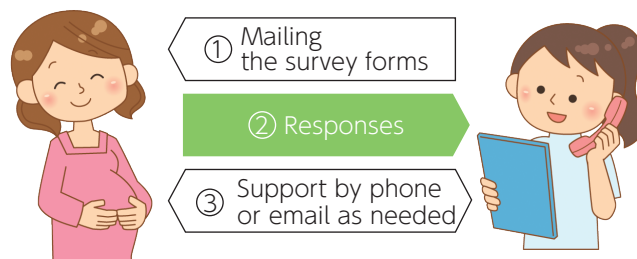 ① Mailing
the survey forms
② Responses
③ Support by phone
or email as needed